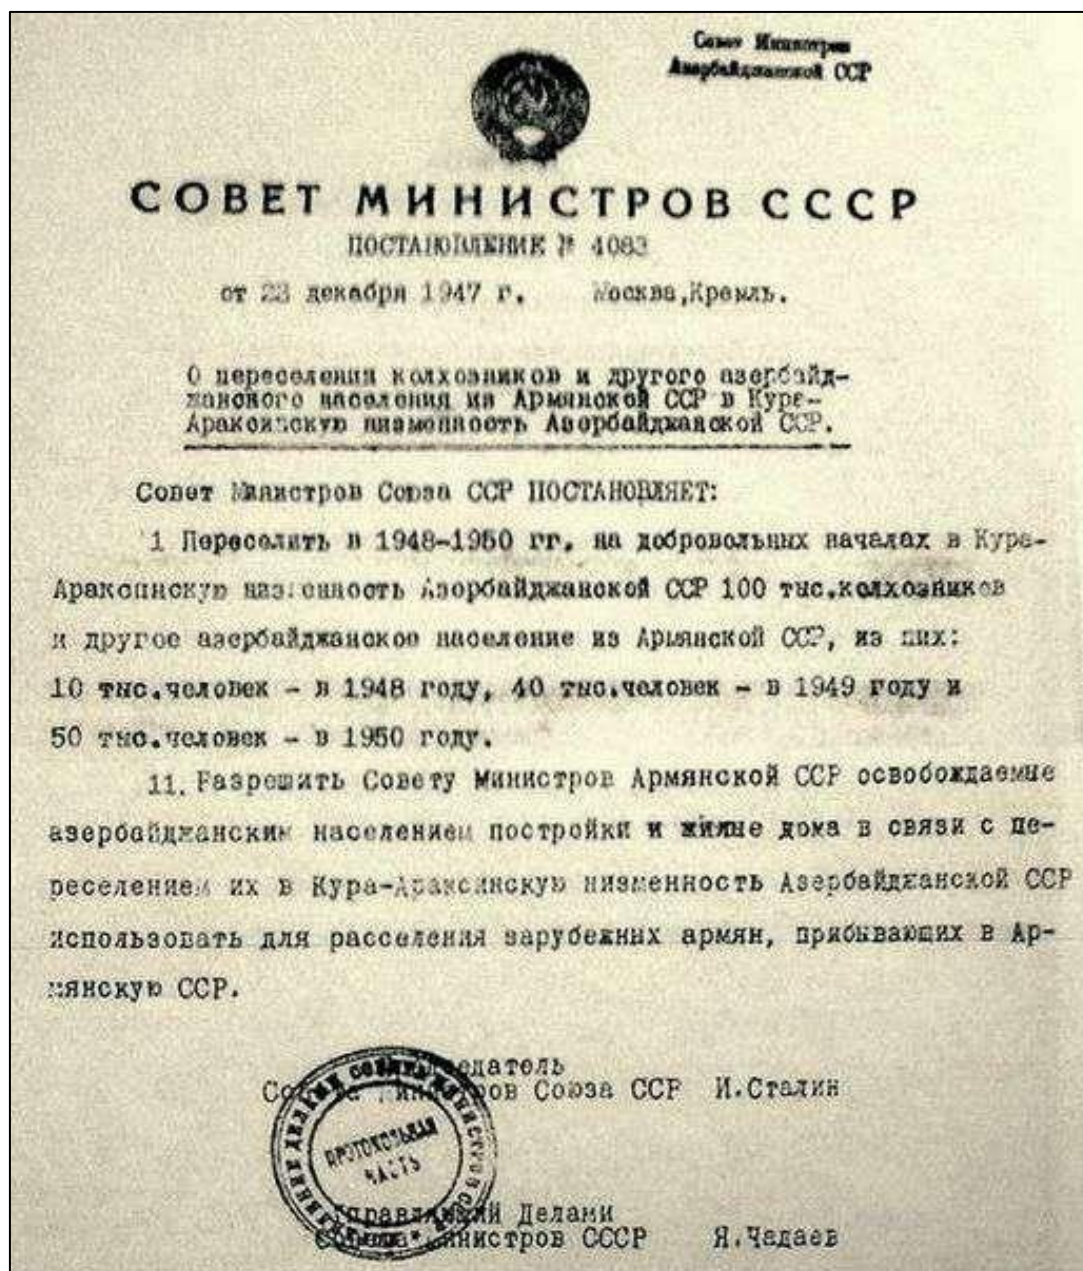 Совет Министров
Азербайджанской ССР
СОВЕТ МИНИСТРОВ СССР
ПОСТАНОВЛЕНИЕ № 4083
от 23 декабря 1947 г. Москва,Кремль.
О переселении колхозников и другого азербайд-
жанского населения из Армянской ССР в Кура-
Араксинскую низменность Азербайджанской ССР.
Совет Министров Союза ССР ПОСТАНОВЛЯЕТ:
1 Переселить в 1948-1950 гг. на добровольных началах в Кура-
Араксинскую низменность Азербайджанской ССР 100 тыс.колхозников
и другое азербайджанское население из Армянской ССР, из них:
10 тыс.человек - в 1948 году, 40 тыс.человек - в 1949 году и
50 тыс.человек - в 1950 году.
11. Разрешить Совету Министров Армянской ССР освобождаемые
азербайджанским населением постройки и жилые дома в связи с пе-
реселением их в Кура-Араксинскую низменность Азербайджанской ССР
использовать для расселения зарубежных армян, прибывающих в Ар-
мянскую ССР.
Председатель
Совета Министров Союза ССР И.Сталин
ПРОТОКОЛЬНАЯ
ЧАСТЬ
Управляющий Делами
Совета Министров СССР Я.Чадаев